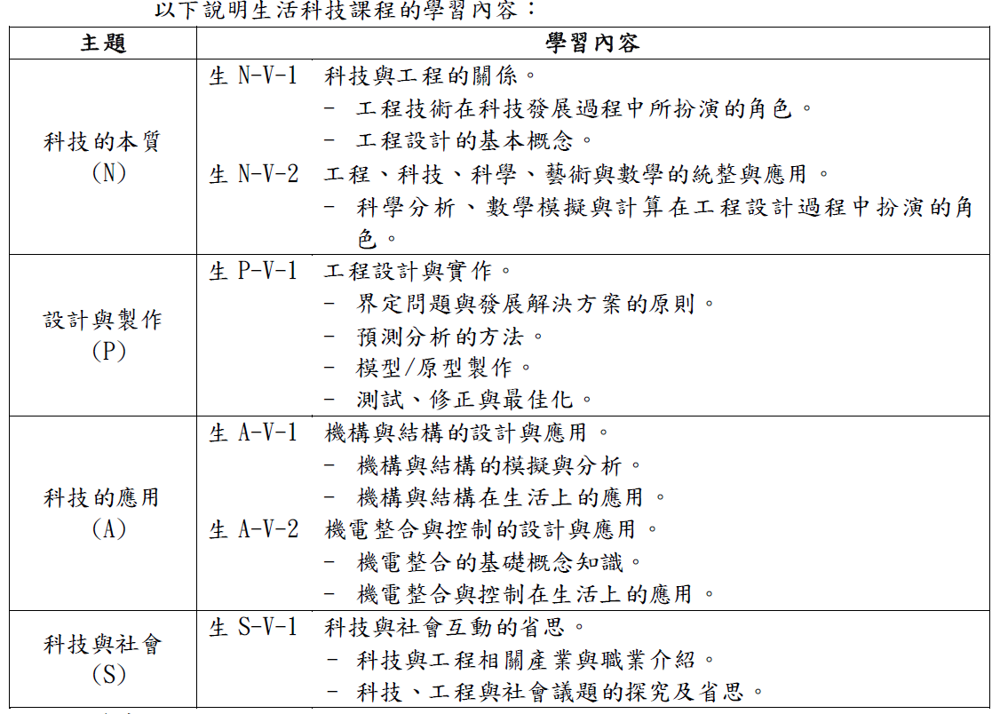 以下說明生活科技課程的學習內容：
主題 學習內容
科技的本質
(N)
生 N-V-1 科技與工程的關係。
- 工程技術在科技發展過程中所扮演的角色。
- 工程設計的基本概念。
生 N-V-2 工程、科技、科學、藝術與數學的統整與應用。
- 科學分析、數學模擬與計算在工程設計過程中扮演的角
色。
設計與製作
(P)
生 P-V-1 工程設計與實作。
- 界定問題與發展解決方案的原則。
- 預測分析的方法。
- 模型/原型製作。
- 測試、修正與最佳化。
科技的應用
(A)
生 A-V-1 機構與結構的設計與應用。
- 機構與結構的模擬與分析。
- 機構與結構在生活上的應用。
生 A-V-2 機電整合與控制的設計與應用。
- 機電整合的基礎概念知識。
- 機電整合與控制在生活上的應用。
科技與社會
(S)
生 S-V-1 科技與社會互動的省思。
- 科技與工程相關產業與職業介紹。
- 科技、工程與社會議題的探究及省思。